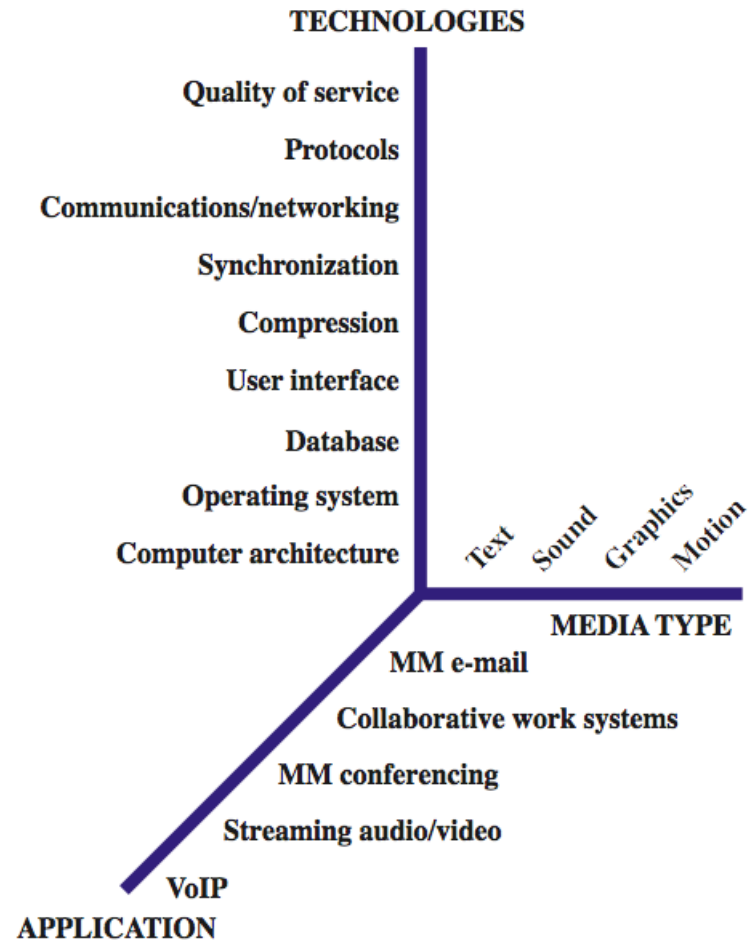 TECHNOLOGIES
Quality of service
Protocols
Communications/networking
Synchronization
Compression
User interface
Database
Operating system
Computer architecture
Text
Sound
Graphics
Motion
MEDIA TYPE
MM e-mail
Collaborative work systems
MM conferencing
Streaming audio/video
VoIP
APPLICATION